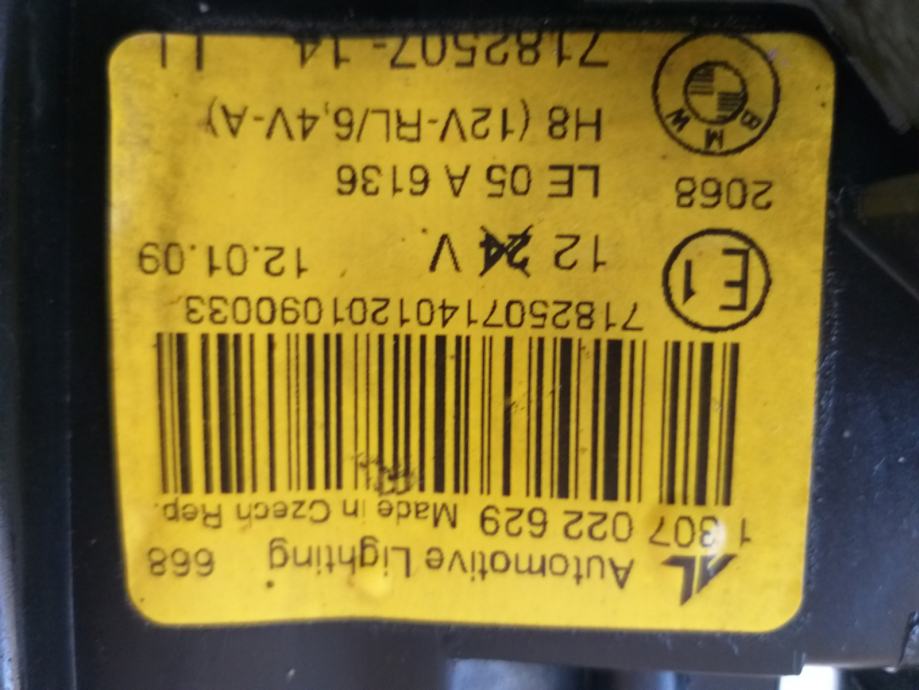 AL Automotive Lighting 668
1 307 022 629 Made in Czech Rep.
71825071401201090033
E1 12 24 V 12.01.09
2068 LE 05 A 6136
H8 (12V-RL/6,4V-A)
BMW 7182507-14